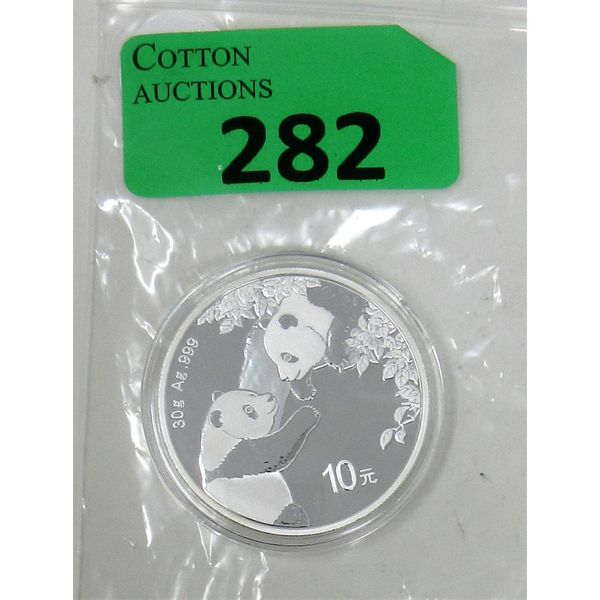 COTTON
AUCTIONS
282
30g Ag.999
10元